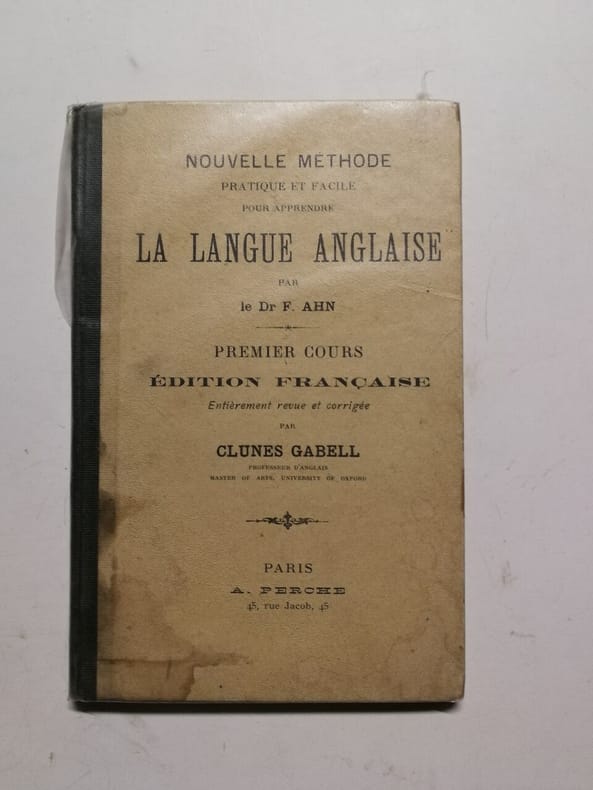 NOUVELLE MÉTHODE
PRATIQUE ET FACILE
POUR APPRENDRE
LA LANGUE ANGLAISE
PAR
le Dr F. AHN
PREMIER COURS
ÉDITION FRANÇAISE
Entièrement revue et corrigée
PAR
CLUNES GABELL
PROFESSEUR D'ANGLAIS
MASTER OF ARTS, UNIVERSITY OF OXFORD
PARIS
A. PERCHE
45, rue Jacob, 45